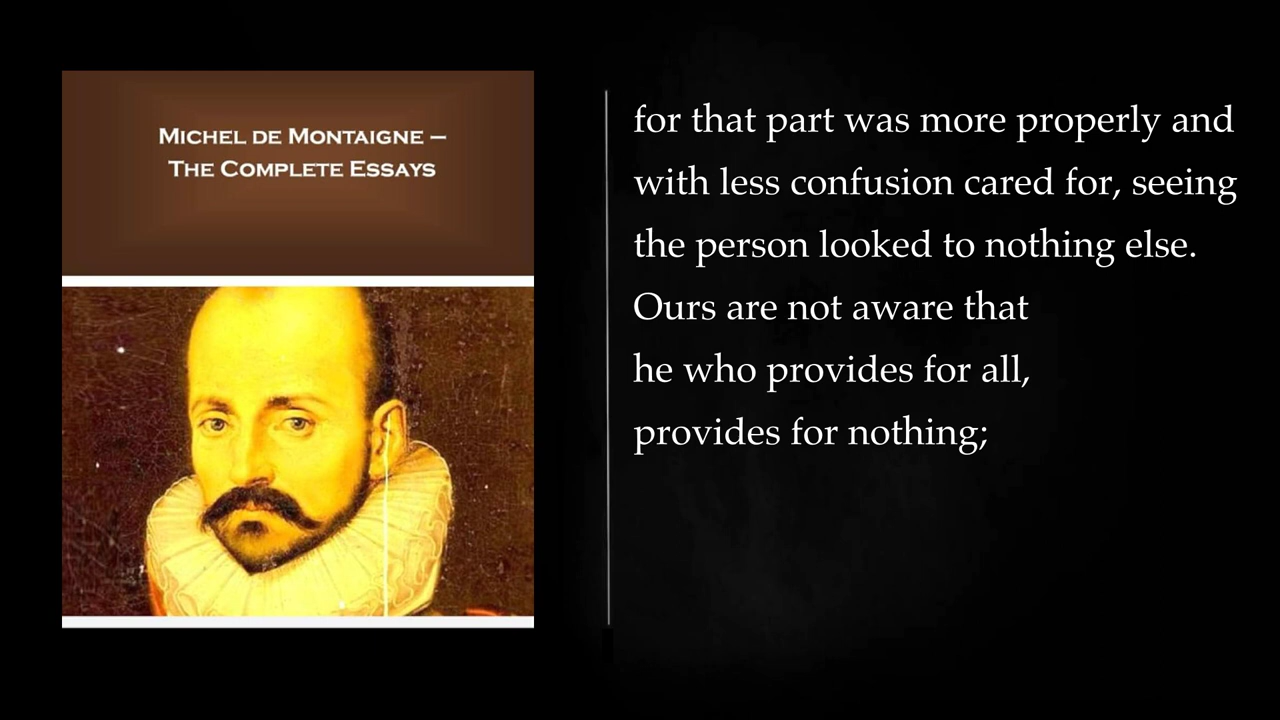 MICHEL DE MONTAIGNE –
THE COMPLETE ESSAYS
for that part was more properly and
with less confusion cared for, seeing
the person looked to nothing else.
Ours are not aware that
he who provides for all,
provides for nothing;